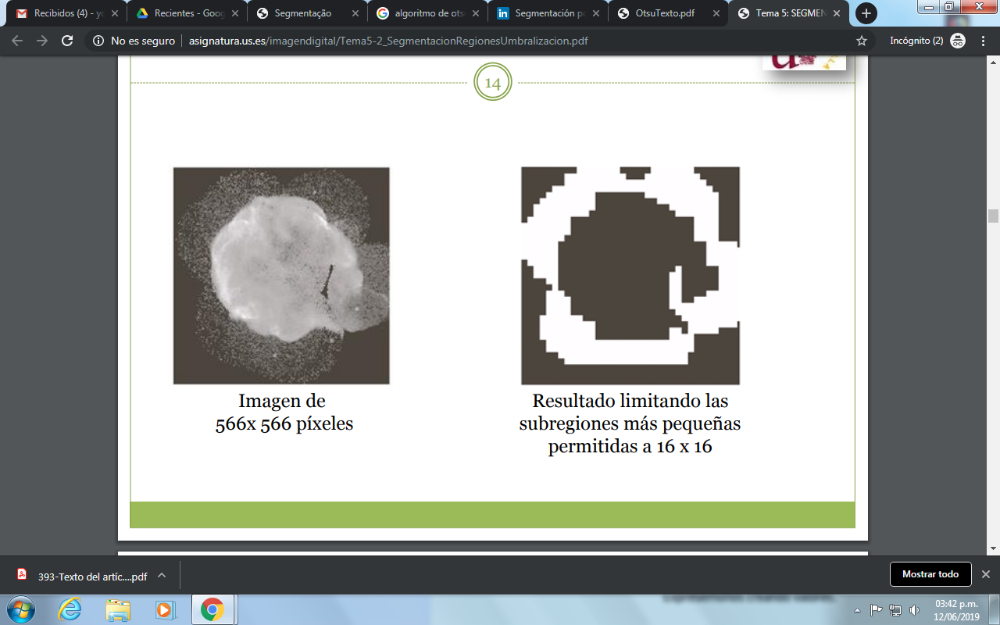 Recibidos (4) - yo
Recientes - Goog
Segmentação
algoritmo de ots
Segmentación po
OtsuTexto.pdf
Tema 5: SEGMEN
No es seguro
asignatura.us.es/imagendigital/Tema5-2_SegmentacionRegionesUmbralizacion.pdf
Incógnito (2)
14
Imagen de
566x 566 píxeles
Resultado limitando las
subregiones más pequeñas
permitidas a 16 x 16
393-Texto del artíc....pdf
Mostrar todo
03:42 p.m.
12/06/2019